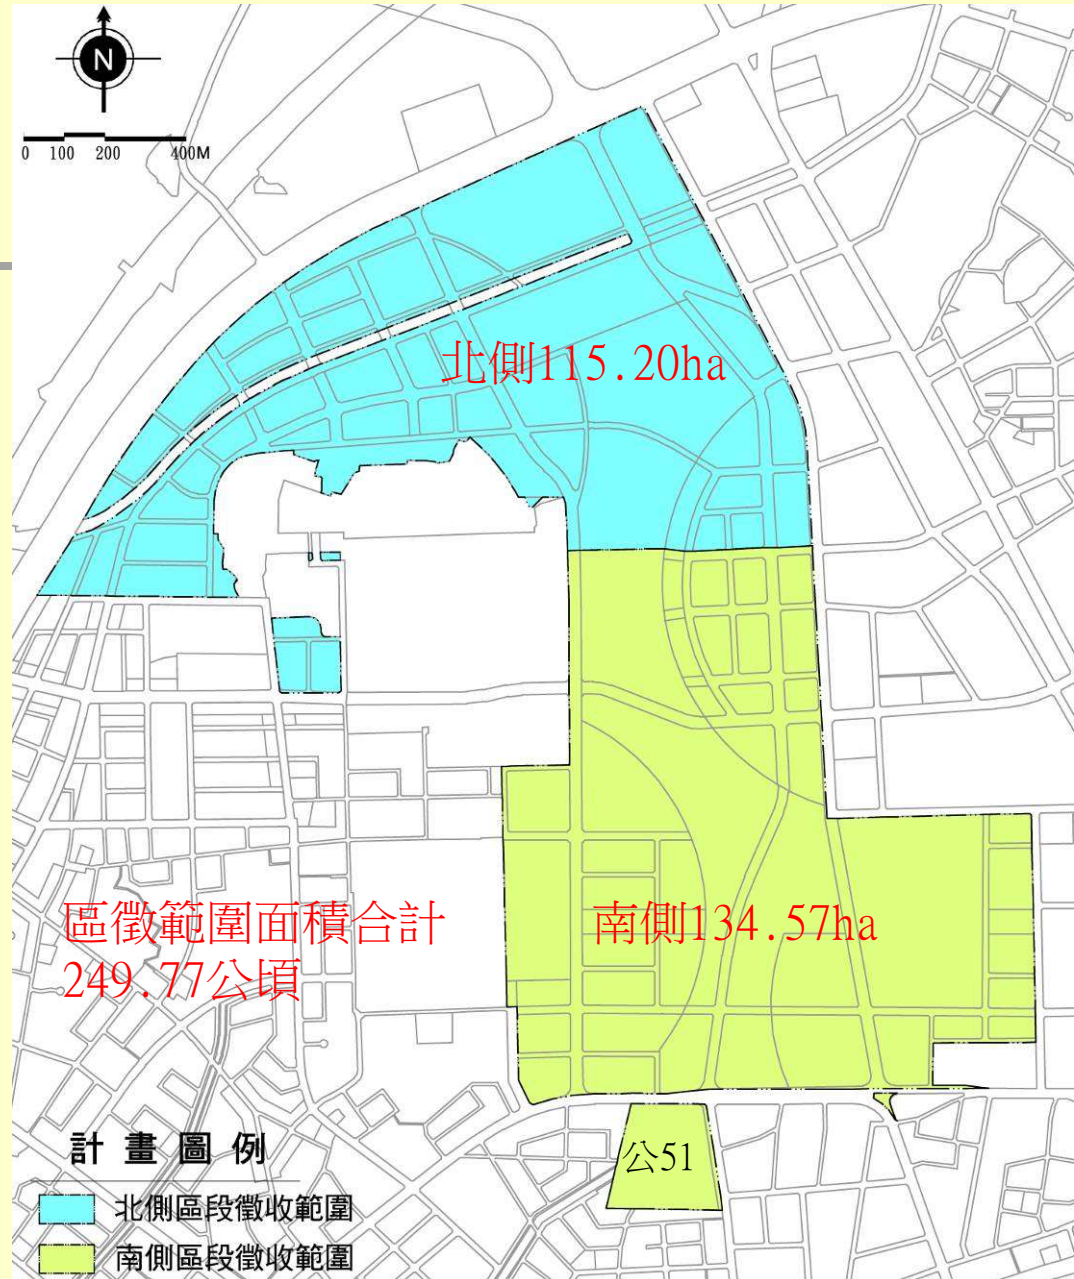 N
0 100 200 400M
北側115.20ha
區徵範圍面積合計
249.77公頃
南側134.57ha
公51
計畫圖例
北側區段徵收範圍
南側區段徵收範圍